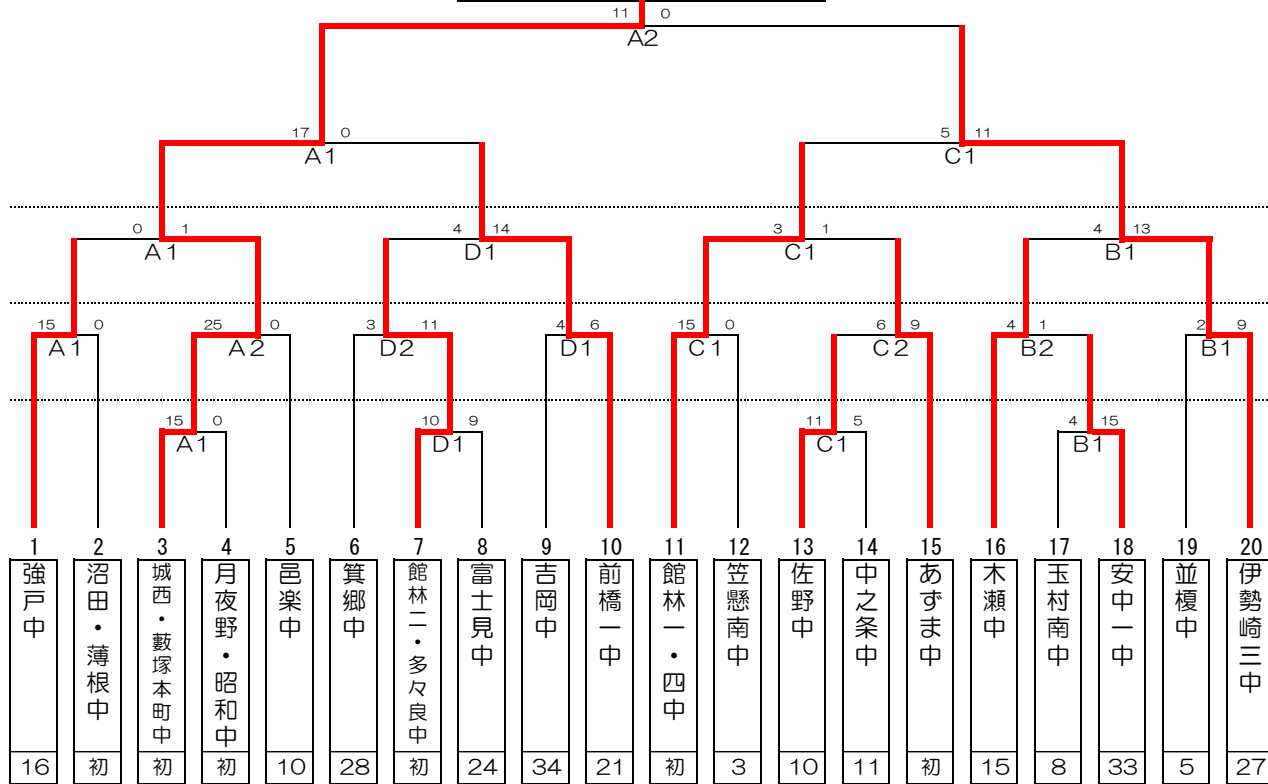 11 0
A2
17 0
A1
5 11
C1
0 1
A1
4 14
D1
3 1
C1
4 13
B1
15 0
A1
25 0
A2
3 11
D2
4 6
D1
15 0
C1
6 9
C2
4 1
B2
2 9
B1
15 0
A1
10 9
D1
11 5
C1
4 15
B1
1 2 3 4 5 6 7 8 9 10 11 12 13 14 15 16 17 18 19 20
強戸中
沼田・薄根中
城西・藪塚本町中
月夜野・昭和中
邑楽中
箕郷中
館林二・多々良中
富士見中
吉岡中
前橋一中
館林一・四中
笠懸南中
佐野中
中之条中
あずま中
木瀬中
玉村南中
安中一中
並榎中
伊勢崎三中
16 初 初 初 10 28 初 24 34 21 初 3 10 11 初 15 8 33 5 27